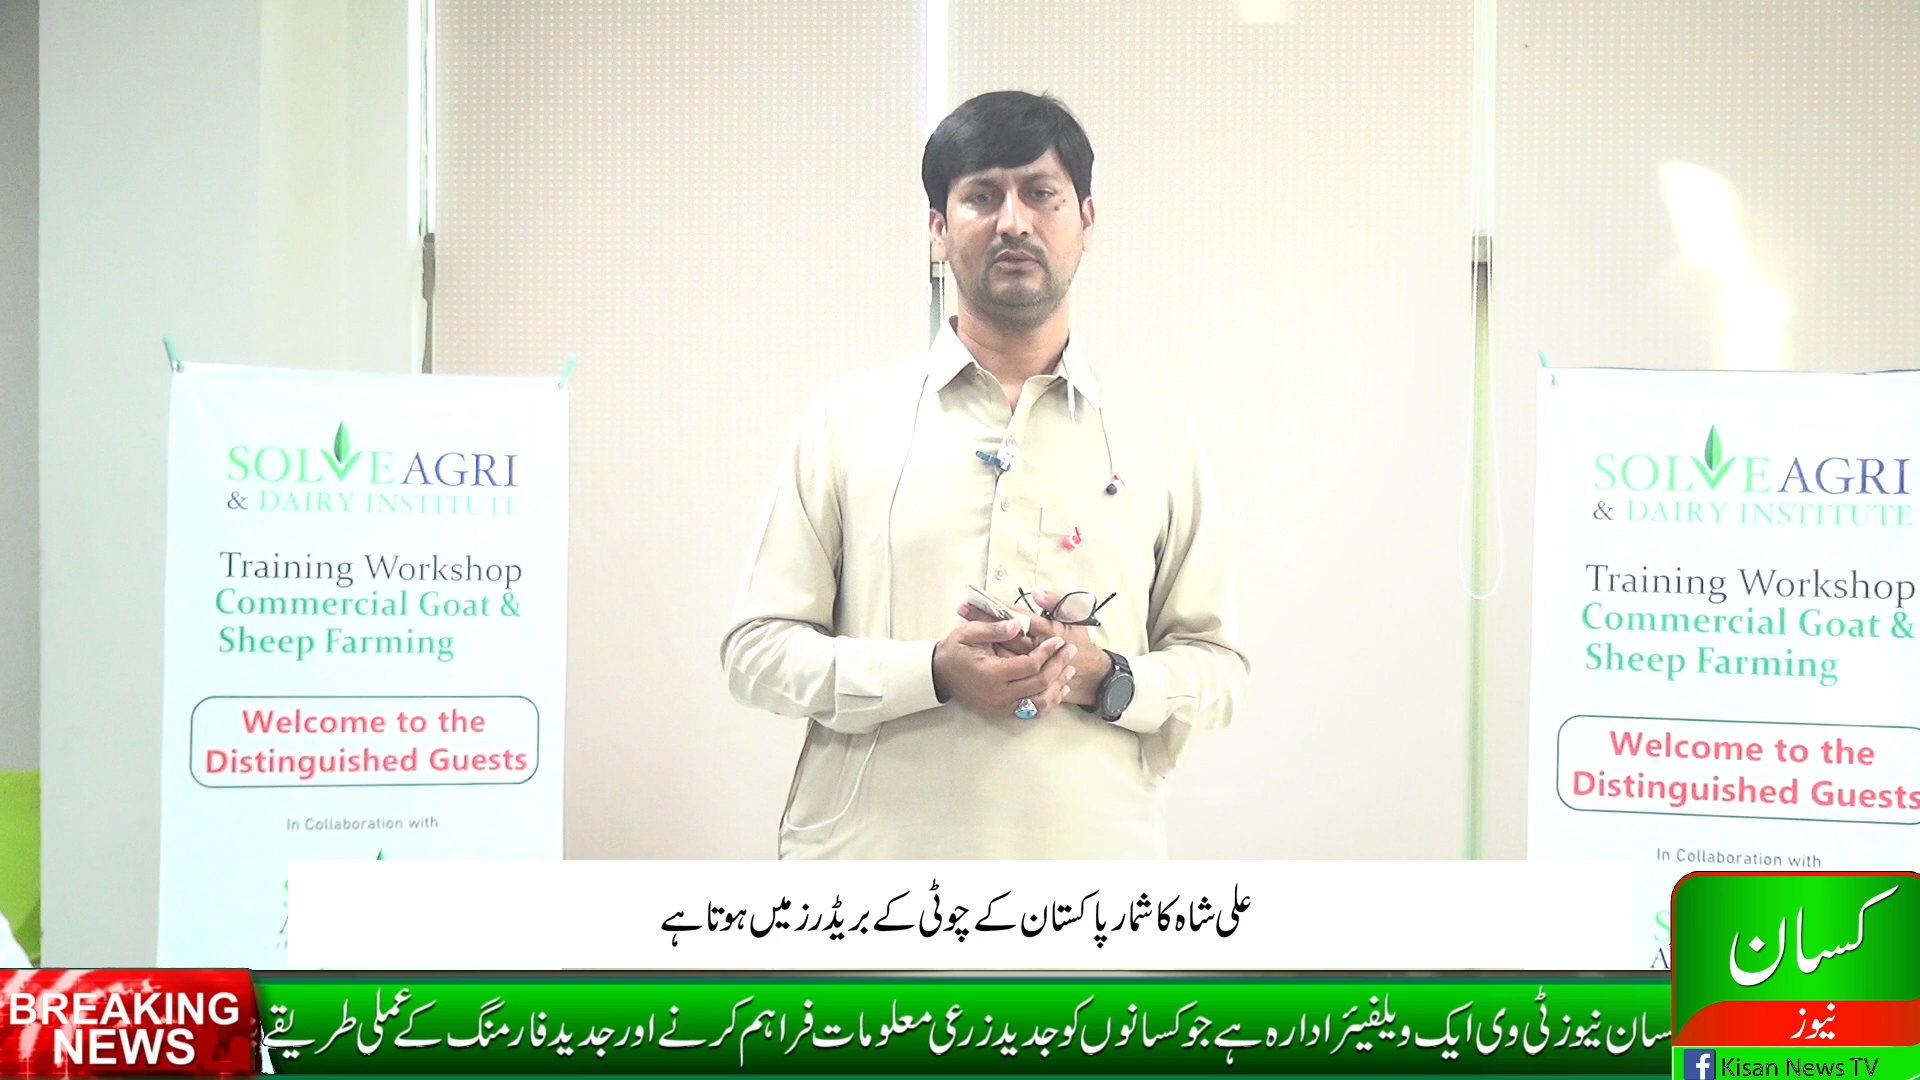 SOLVE AGRI
& DAIRY INSTITUTE
Training Workshop
Commercial Goat &
Sheep Farming
Welcome to the
Distinguished Guests
In Collaboration with
SOLVE AGRI
& DAIRY INSTITUTE
Training Workshop
Commercial Goat &
Sheep Farming
Welcome to the
Distinguished Guests
In Collaboration with
علی شاہ کا شمار پاکستان کے چوٹی کے بریڈرز میں ہوتا ہے
BREAKING
NEWS
نیوز ٹی وی ایک ویلفیئر ادارہ ہے جو کسانوں کو جدید زرعی معلومات فراہم کرنے اور جدید فارمنگ کے عملی طریقے
کسان
نیوز
Kisan News TV